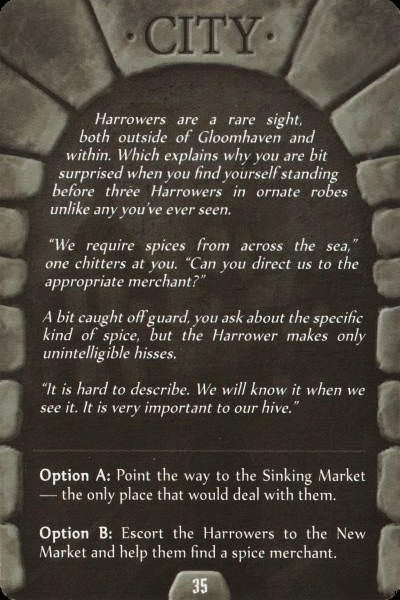 · CITY ·
Harrowers are a rare sight,
both outside of Gloomhaven and
within. Which explains why you are bit
surprised when you find yourself standing
before three Harrowers in ornate robes
unlike any you've ever seen.
“We require spices from across the sea,”
one chitters at you. “Can you direct us to the
appropriate merchant?”
A bit caught off guard, you ask about the specific
kind of spice, but the Harrower makes only
unintelligible hisses.
“It is hard to describe. We will know it when we
see it. It is very important to our hive.”
Option A: Point the way to the Sinking Market
— the only place that would deal with them.
Option B: Escort the Harrowers to the New
Market and help them find a spice merchant.
35